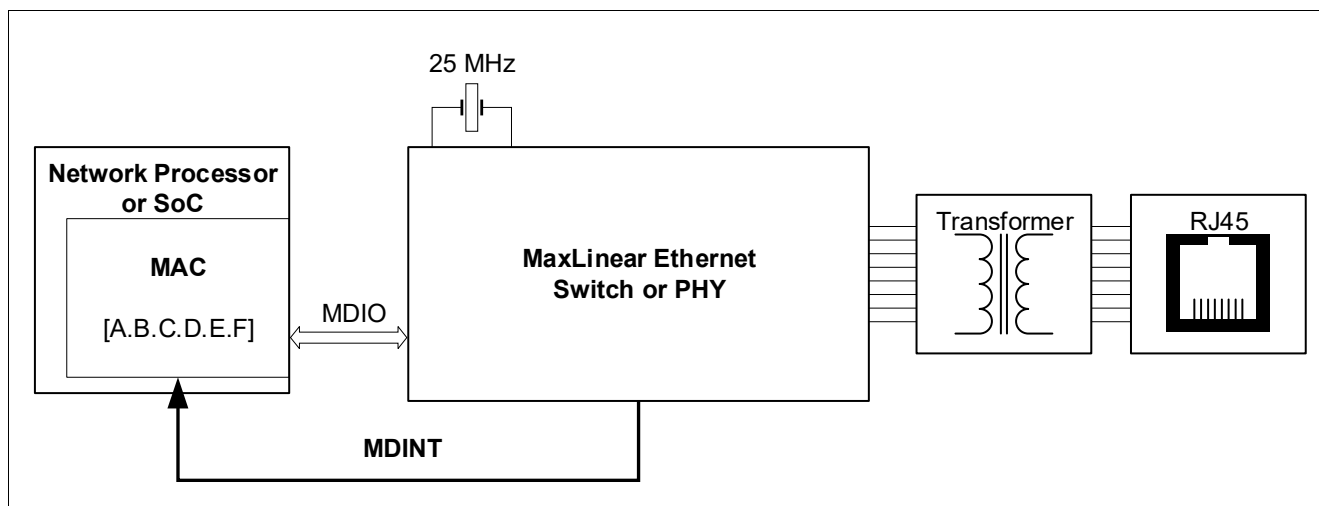 25 MHz
Network Processor
or SoC
MAC
[A.B.C.D.E.F]
MDIO
MaxLinear Ethernet
Switch or PHY
Transformer
RJ45
MDINT